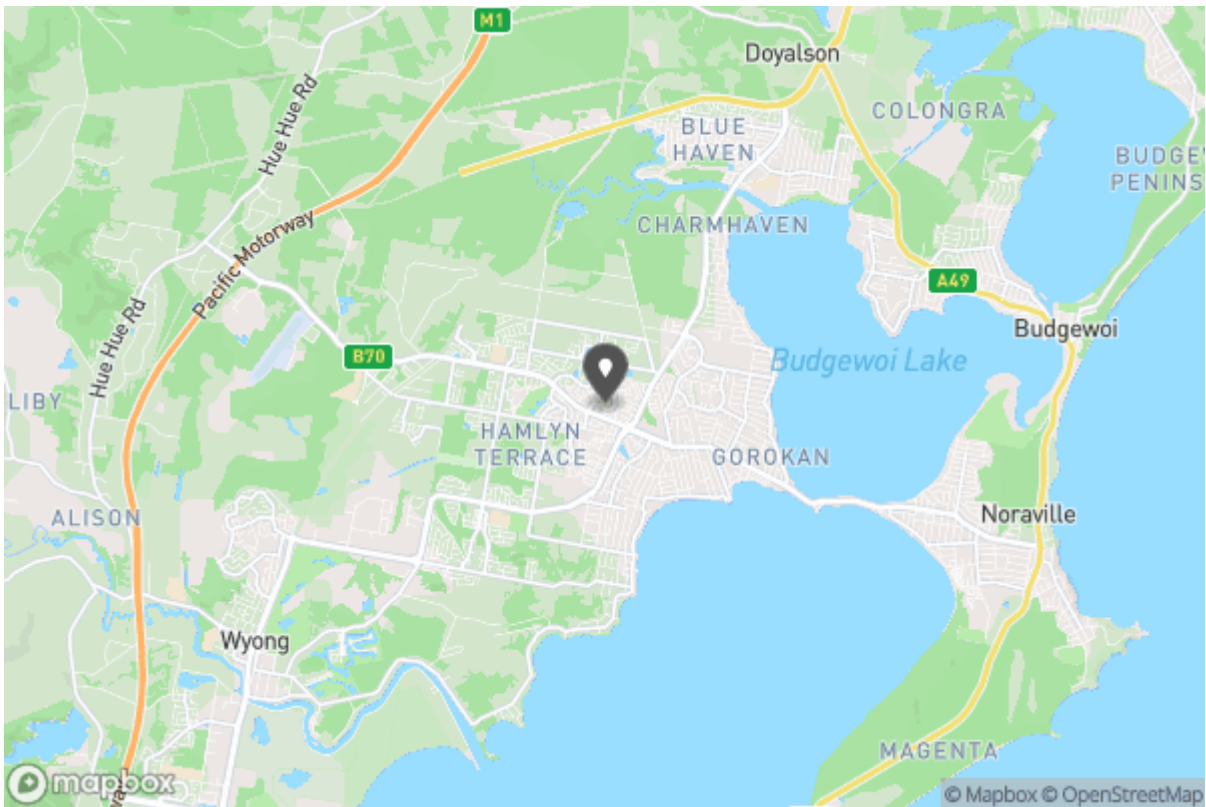 M1
Doyalson
COLONGRA
BLUE
HAVEN
BUDGEW
PENINS
Hue Hue Rd
CHARMHAVEN
Pacific Motorway
A49
Hue Hue Rd
Budgewoi
B70
Budgewoi Lake
LIBY
HAMLYN
TERRACE
GOROKAN
ALISON
Noraville
Wyong
MAGENTA
mapbox
© Mapbox © OpenStreetMap